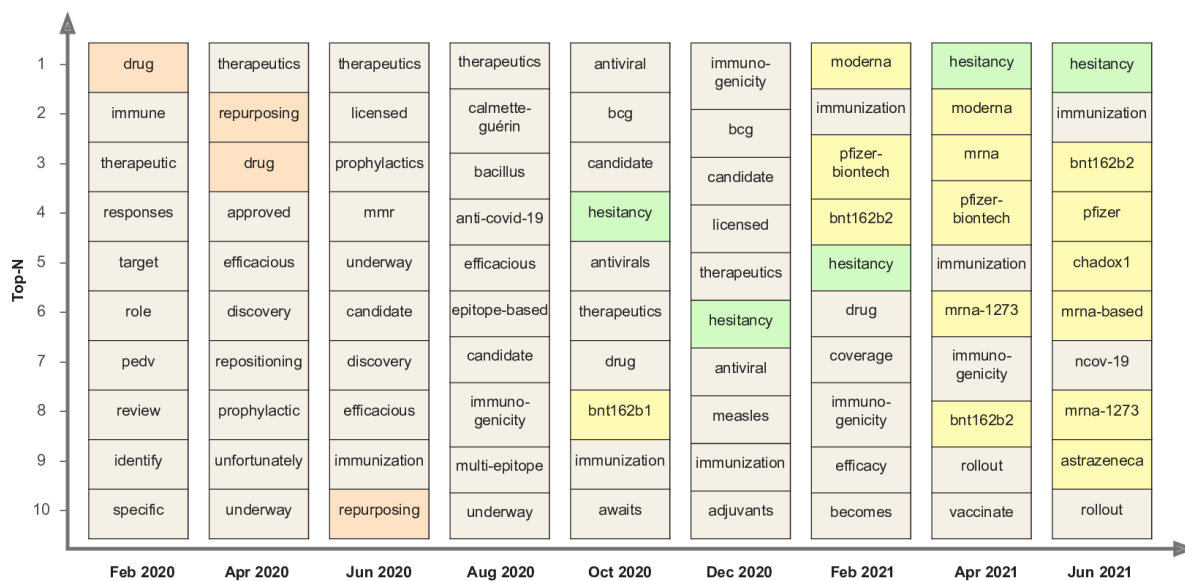 Top-N
1
2
3
4
5
6
7
8
9
10
drug
immune
therapeutic
responses
target
role
pedv
review
identify
specific
Feb 2020
therapeutics
repurposing
drug
approved
efficacious
discovery
repositioning
prophylactic
unfortunately
underway
Apr 2020
therapeutics
licensed
prophylactics
mmr
underway
candidate
discovery
efficacious
immunization
repurposing
Jun 2020
therapeutics
calmette-
guérin
bacillus
anti-covid-19
efficacious
epitope-based
candidate
immuno-
genicity
multi-epitope
underway
Aug 2020
antiviral
bcg
candidate
hesitancy
antivirals
therapeutics
drug
bnt162b1
immunization
awaits
Oct 2020
immuno-
genicity
bcg
candidate
licensed
therapeutics
hesitancy
antiviral
measles
immunization
adjuvants
Dec 2020
moderna
immunization
pfizer-
biontech
bnt162b2
hesitancy
drug
coverage
immuno-
genicity
efficacy
becomes
Feb 2021
hesitancy
moderna
mrna
pfizer-
biontech
immunization
mrna-1273
immuno-
genicity
bnt162b2
rollout
vaccinate
Apr 2021
hesitancy
immunization
bnt162b2
pfizer
chadox1
mrna-based
ncov-19
mrna-1273
astrazeneca
rollout
Jun 2021